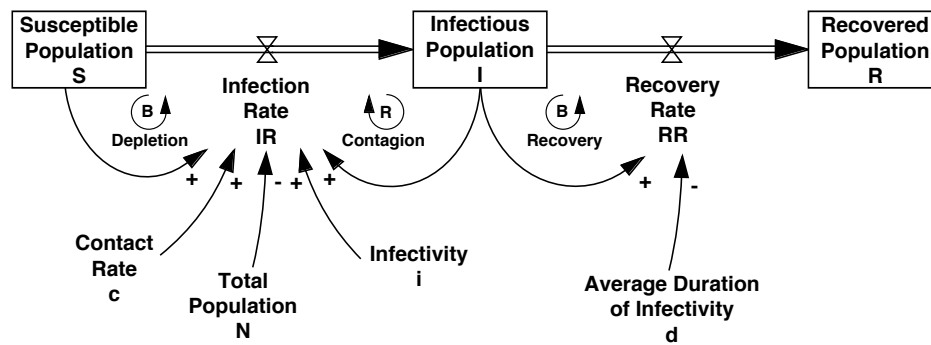 Susceptible
Population
S
Infectious
Population
I
Recovered
Population
R
Infection
Rate
IR
Recovery
Rate
RR
B
Depletion
R
Contagion
B
Recovery
+
+
-
+
+
+
-
Contact
Rate
c
Total
Population
N
Infectivity
i
Average Duration
of Infectivity
d